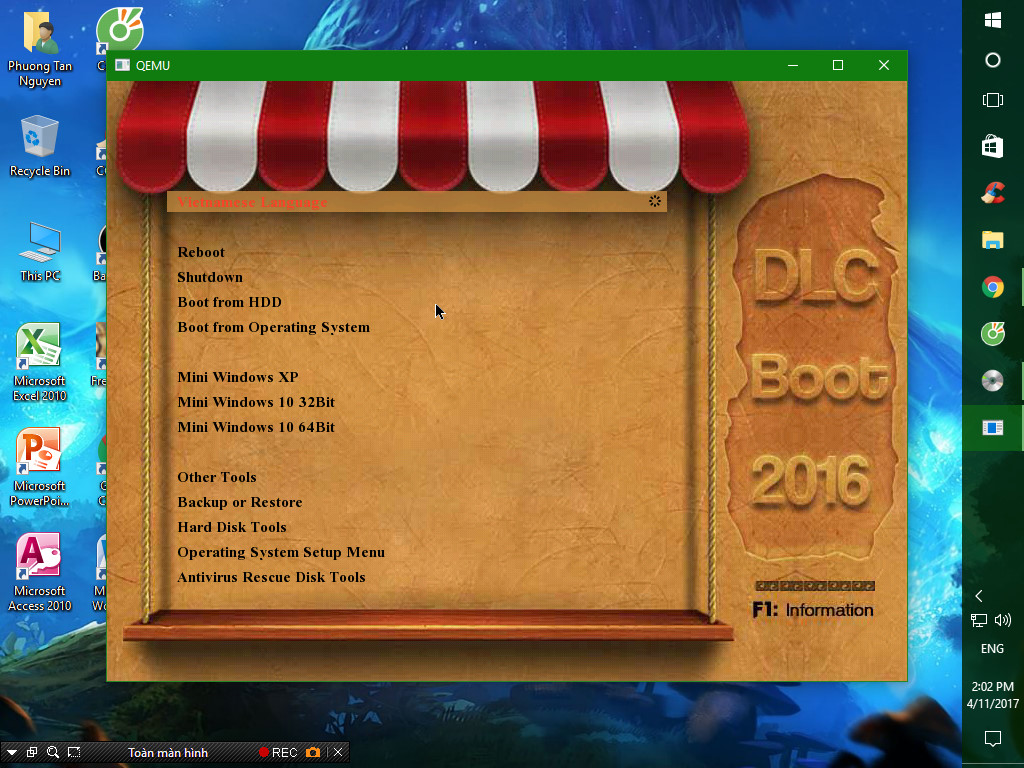 Phuong Tan
Nguyen
Recycle Bin
This PC
Microsoft
Excel 2010
Microsoft
PowerPoi...
Microsoft
Access 2010
QEMU
Vietnamese Language
Reboot
Shutdown
Boot from HDD
Boot from Operating System
Mini Windows XP
Mini Windows 10 32Bit
Mini Windows 10 64Bit
Other Tools
Backup or Restore
Hard Disk Tools
Operating System Setup Menu
Antivirus Rescue Disk Tools
DLC
Boot
2016
F1: Information
ENG
2:02 PM
4/11/2017
Toàn màn hình
REC